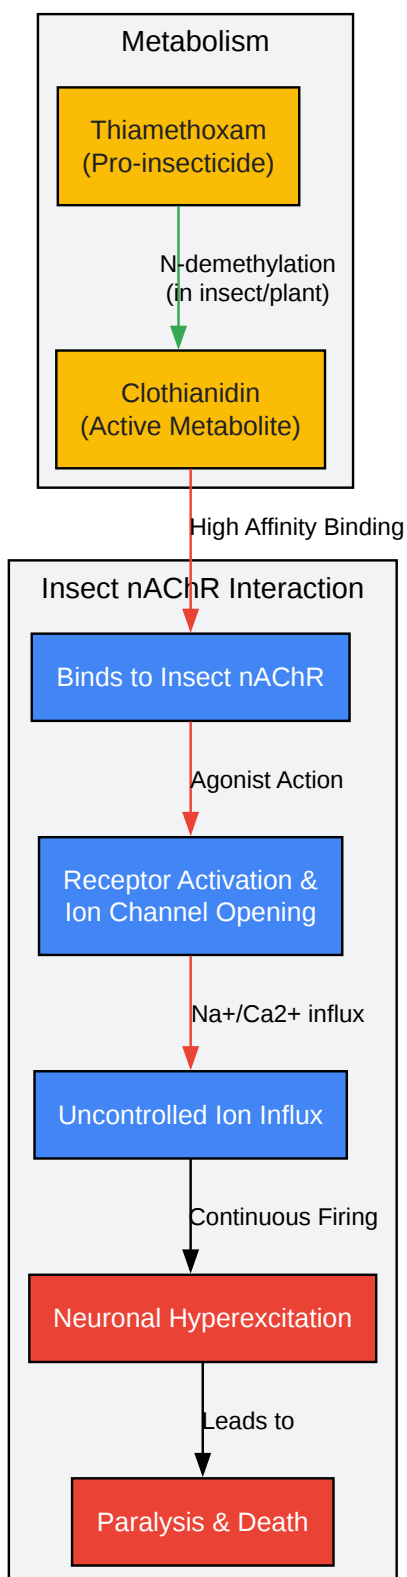 Metabolism
Thiamethoxam
(Pro-insecticide)
N-demethylation
(in insect/plant)
Clothianidin
(Active Metabolite)
High Affinity Binding
Insect nAChR Interaction
Binds to Insect nAChR
Agonist Action
Receptor Activation &
Ion Channel Opening
Na+/Ca2+ influx
Uncontrolled Ion Influx
Continuous Firing
Neuronal Hyperexcitation
Leads to
Paralysis & Death